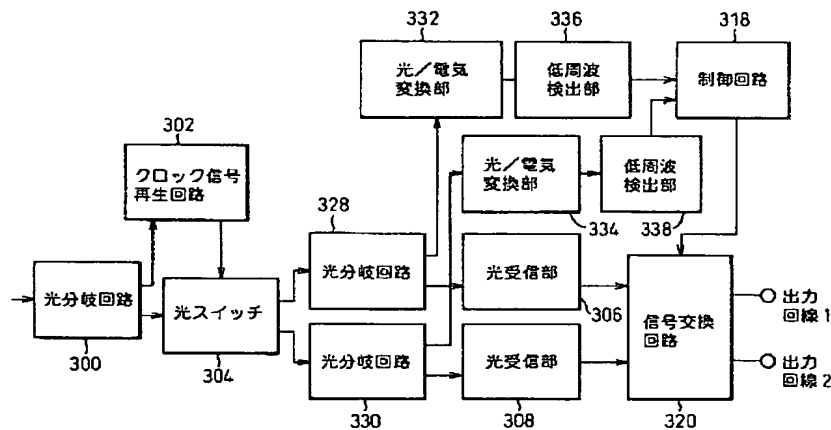 332
336
318
光／電気
変換部
低周波
検出部
制御回路
302
クロック信号
再生回路
光／電気
変換部
低周波
検出部
328
334
338
光分岐回路
光スイッチ
光分岐回路
光受信部
306
信号交換
回路
出力
回線1
300
304
光分岐回路
光受信部
出力
回線2
330
308
320